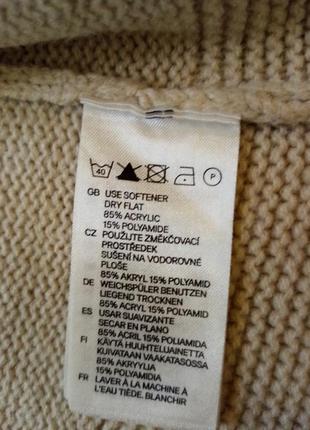 40 P
GB USE SOFTENER
DRY FLAT
85% ACRYLIC
15% POLYAMIDE
CZ POUŽIJTE ZMĚKČOVACÍ
PROSTŘEDEK
SUŠENÍ NA VODOROVNÉ
PLOŠE
85% AKRYL 15% POLYAMID
DE WEICHSPÜLER BENUTZEN
LIEGEND TROCKNEN
85% AKRYL 15% POLYAMID
ES USAR SUAVIZANTE
SECAR EN PLANO
85% ACRIL 15% POLIAMIDA
FI KÄYTÄ HUUHTELUAINETTA
KUIVATAAN VAAKATASOSSA
85% AKRYYLIA
15% POLYAMIDIA
FR LAVER À LA MACHINE À
L'EAU TIÈDE. BLANCHIR